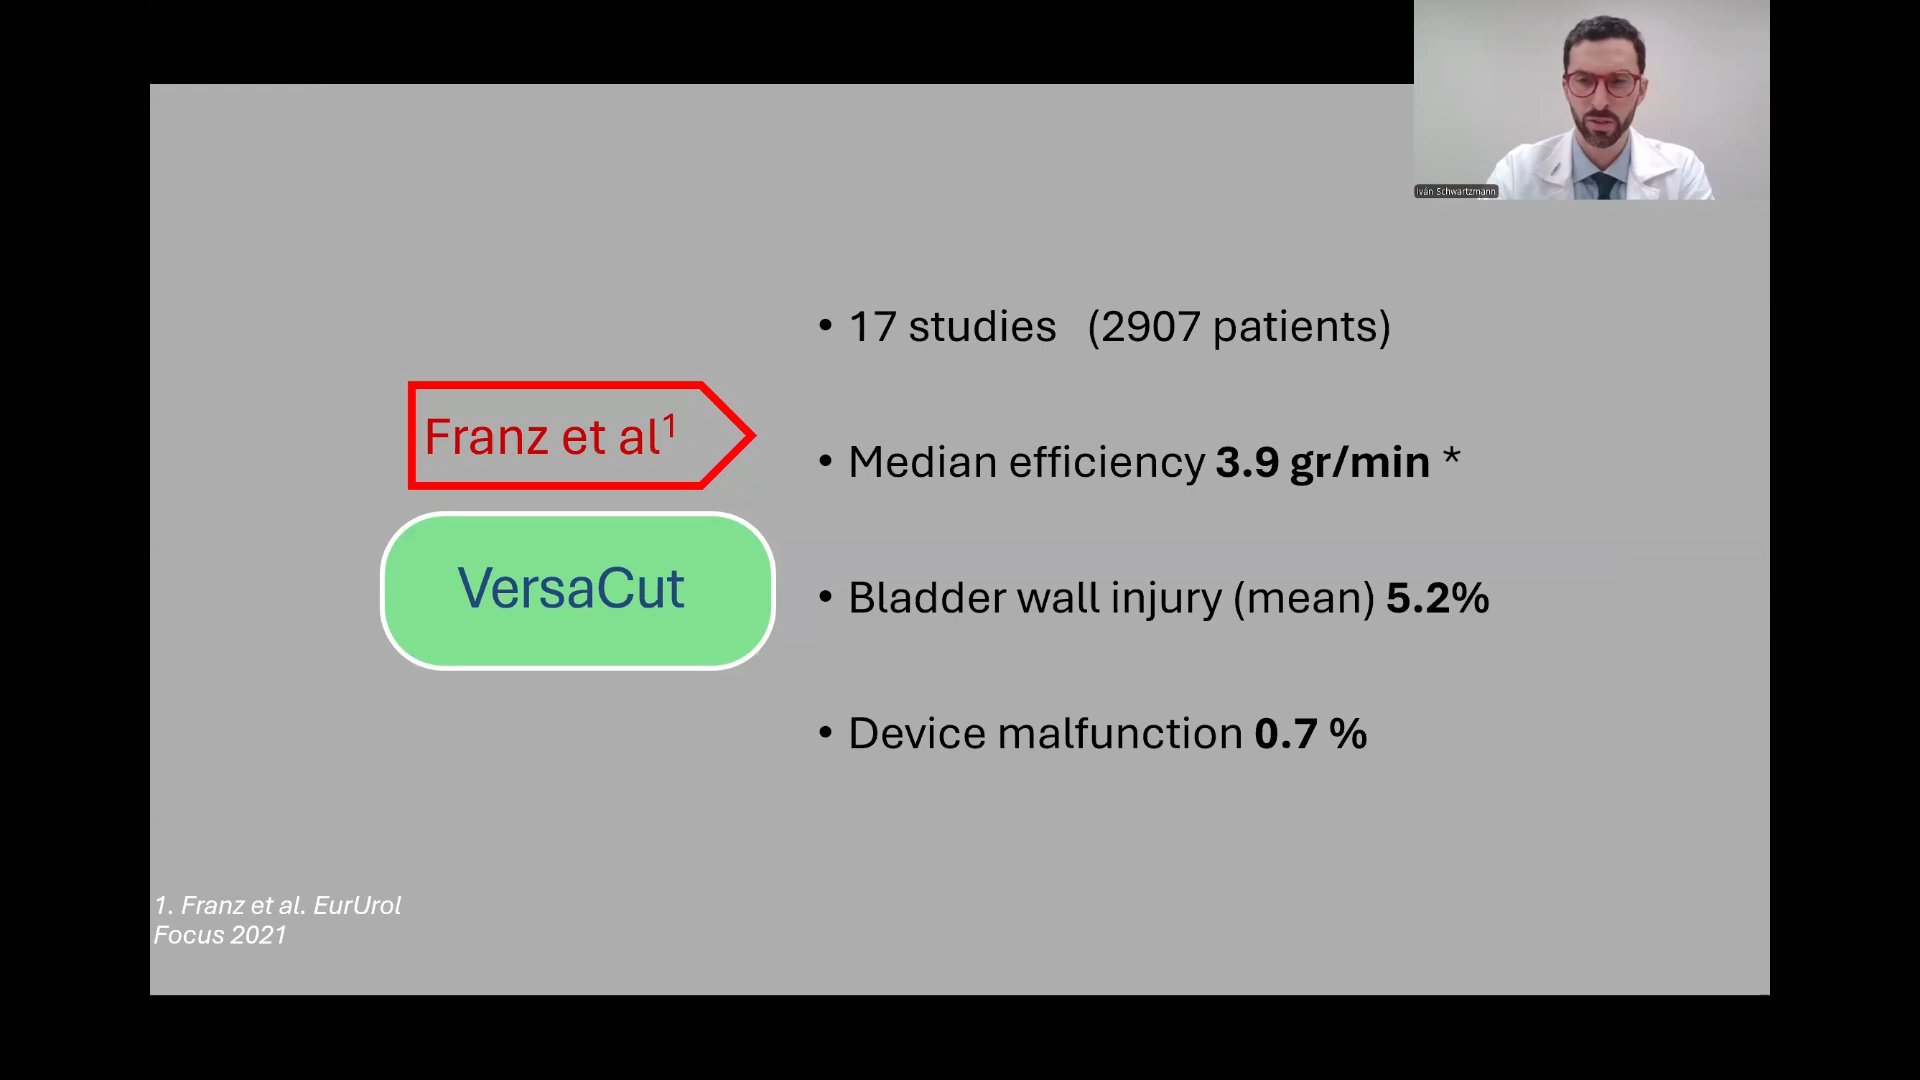 Iván Schwartzmann
• 17 studies (2907 patients)
Franz et al¹
• Median efficiency 3.9 gr/min *
VersaCut
• Bladder wall injury (mean) 5.2%
• Device malfunction 0.7 %
1. Franz et al. EurUrol
Focus 2021